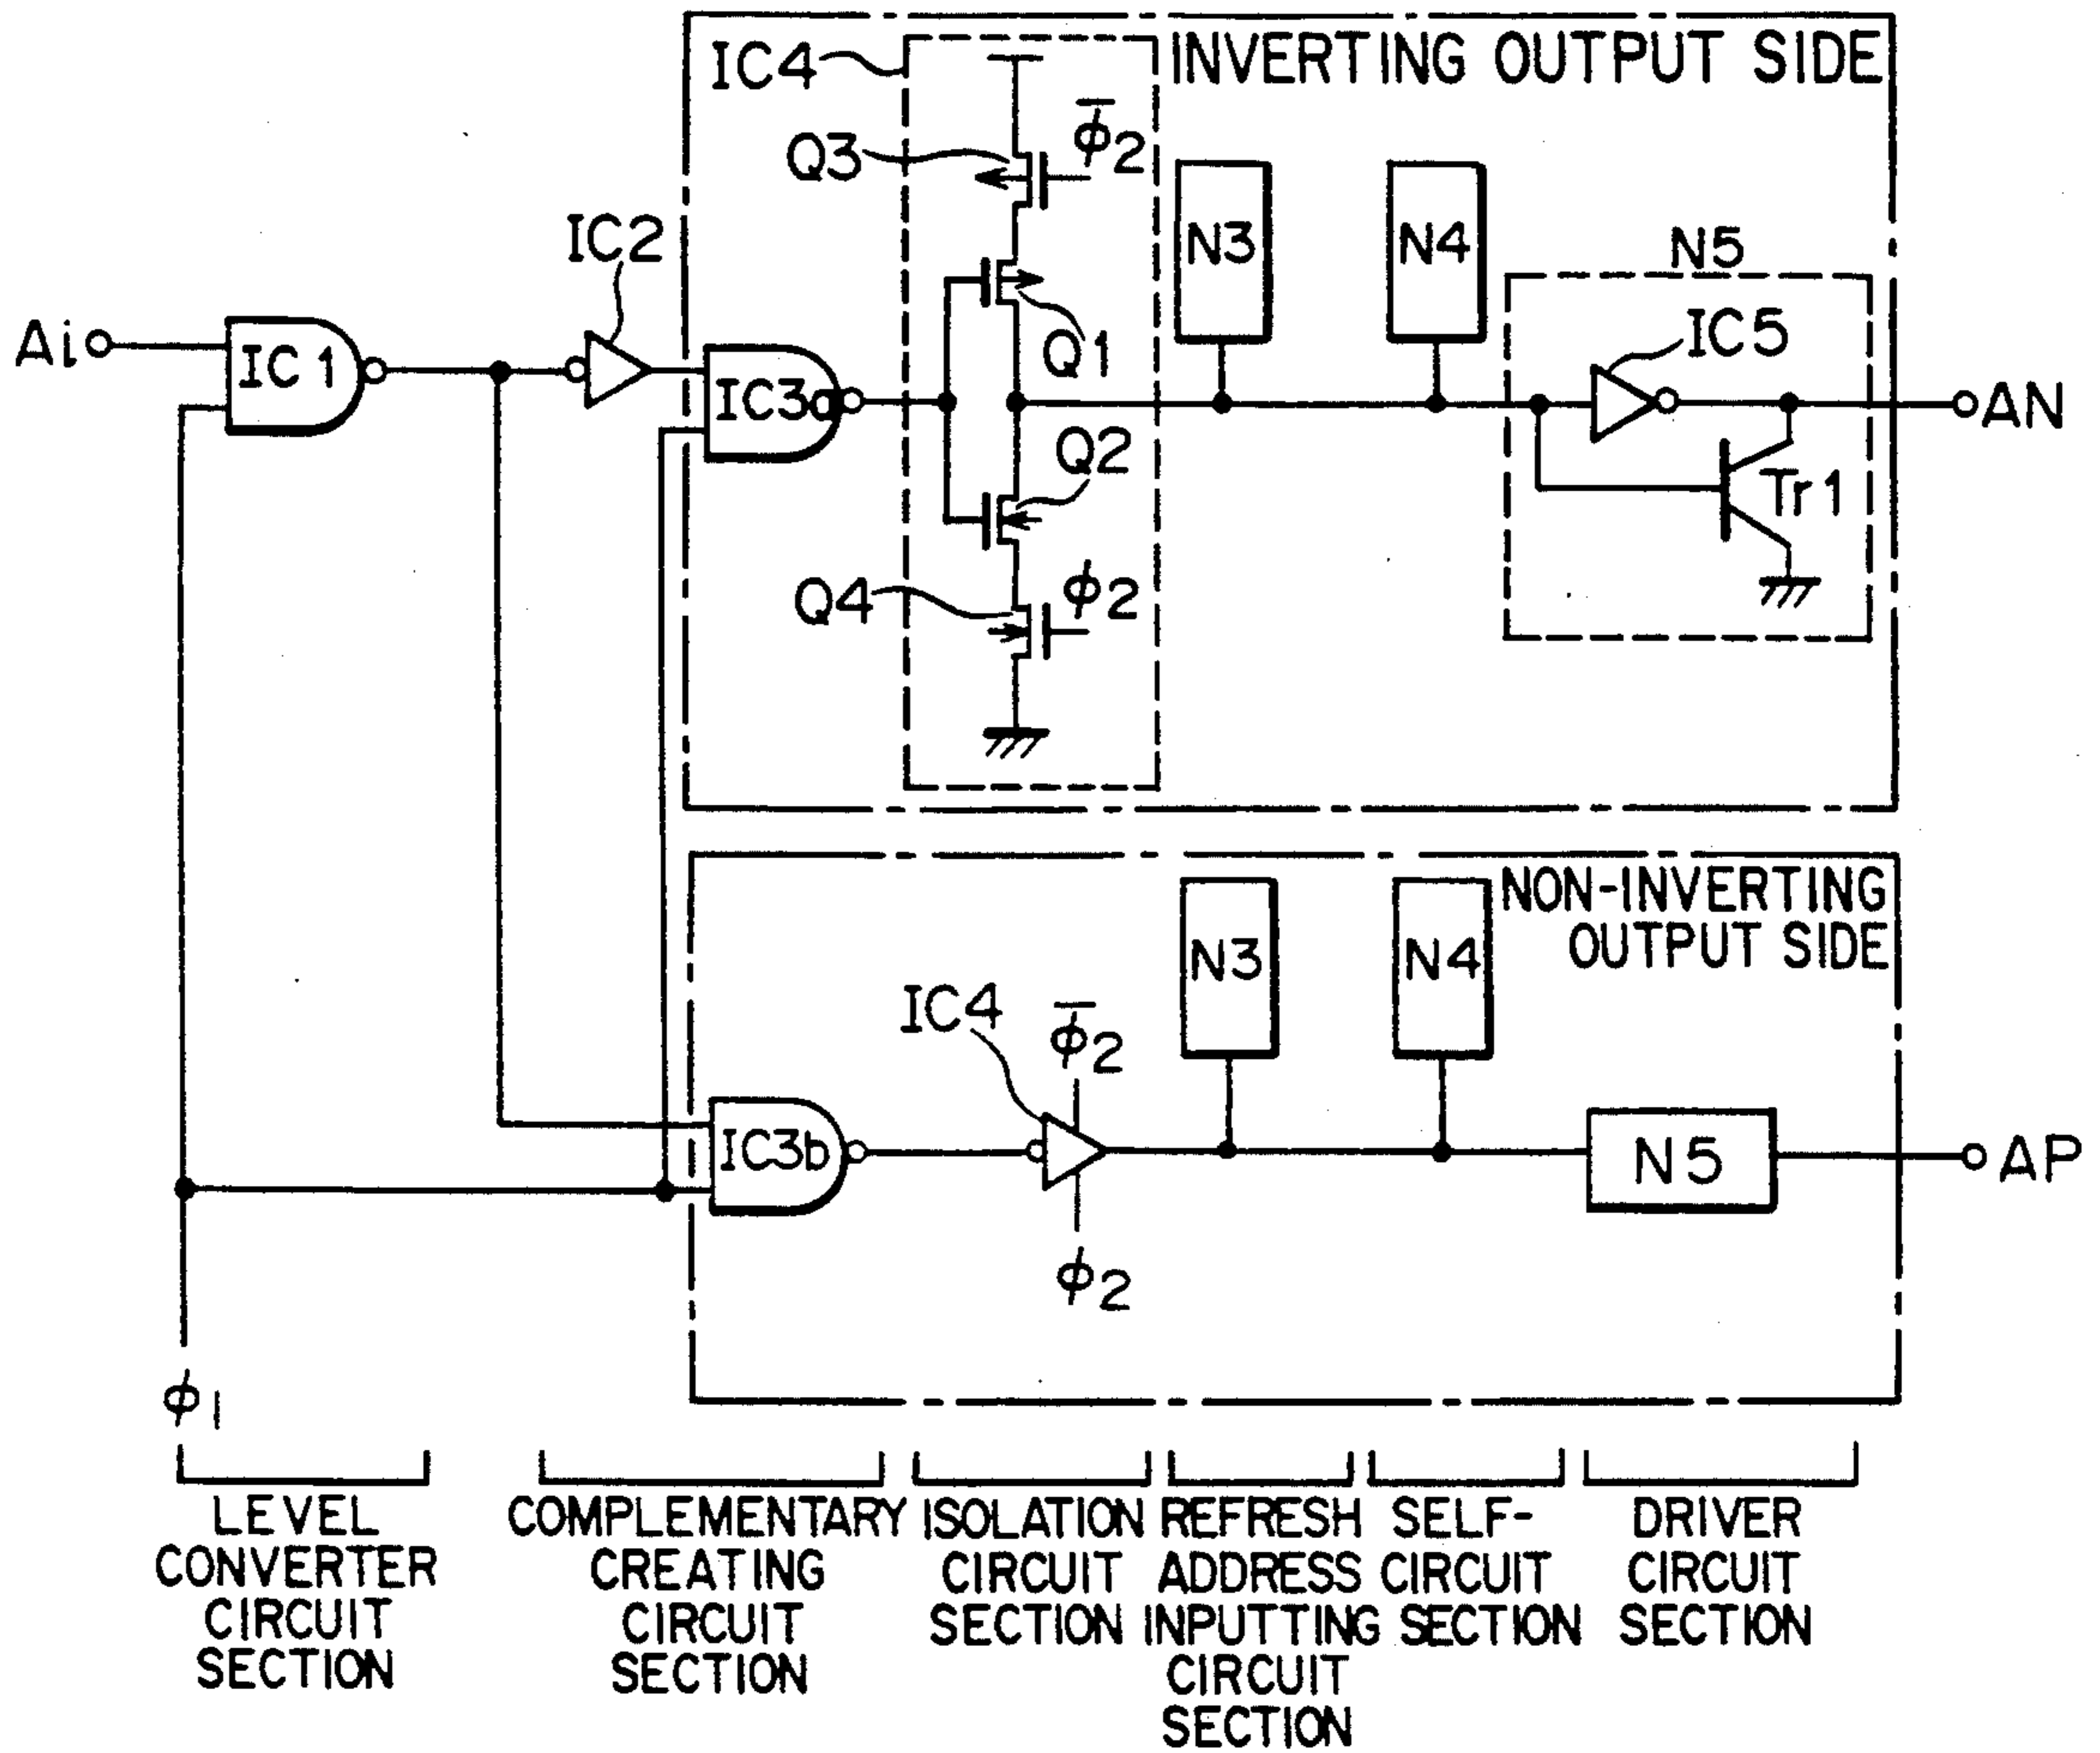 INVERTING OUTPUT SIDE
IC4
φ̅2
Q3
IC2
N3
N4
N5
Ai
IC1
IC3a
Q1
IC5
AN
Q2
Tr1
Q4
φ2
NON-INVERTING
OUTPUT SIDE
N3
N4
IC4
φ̅2
IC3b
N5
AP
φ2
φ1
LEVEL
CONVERTER
CIRCUIT
SECTION
COMPLEMENTARY
CREATING
CIRCUIT
SECTION
ISOLATION
CIRCUIT
SECTION
REFRESH
ADDRESS
INPUTTING
CIRCUIT
SECTION
SELF-
CIRCUIT
SECTION
DRIVER
CIRCUIT
SECTION